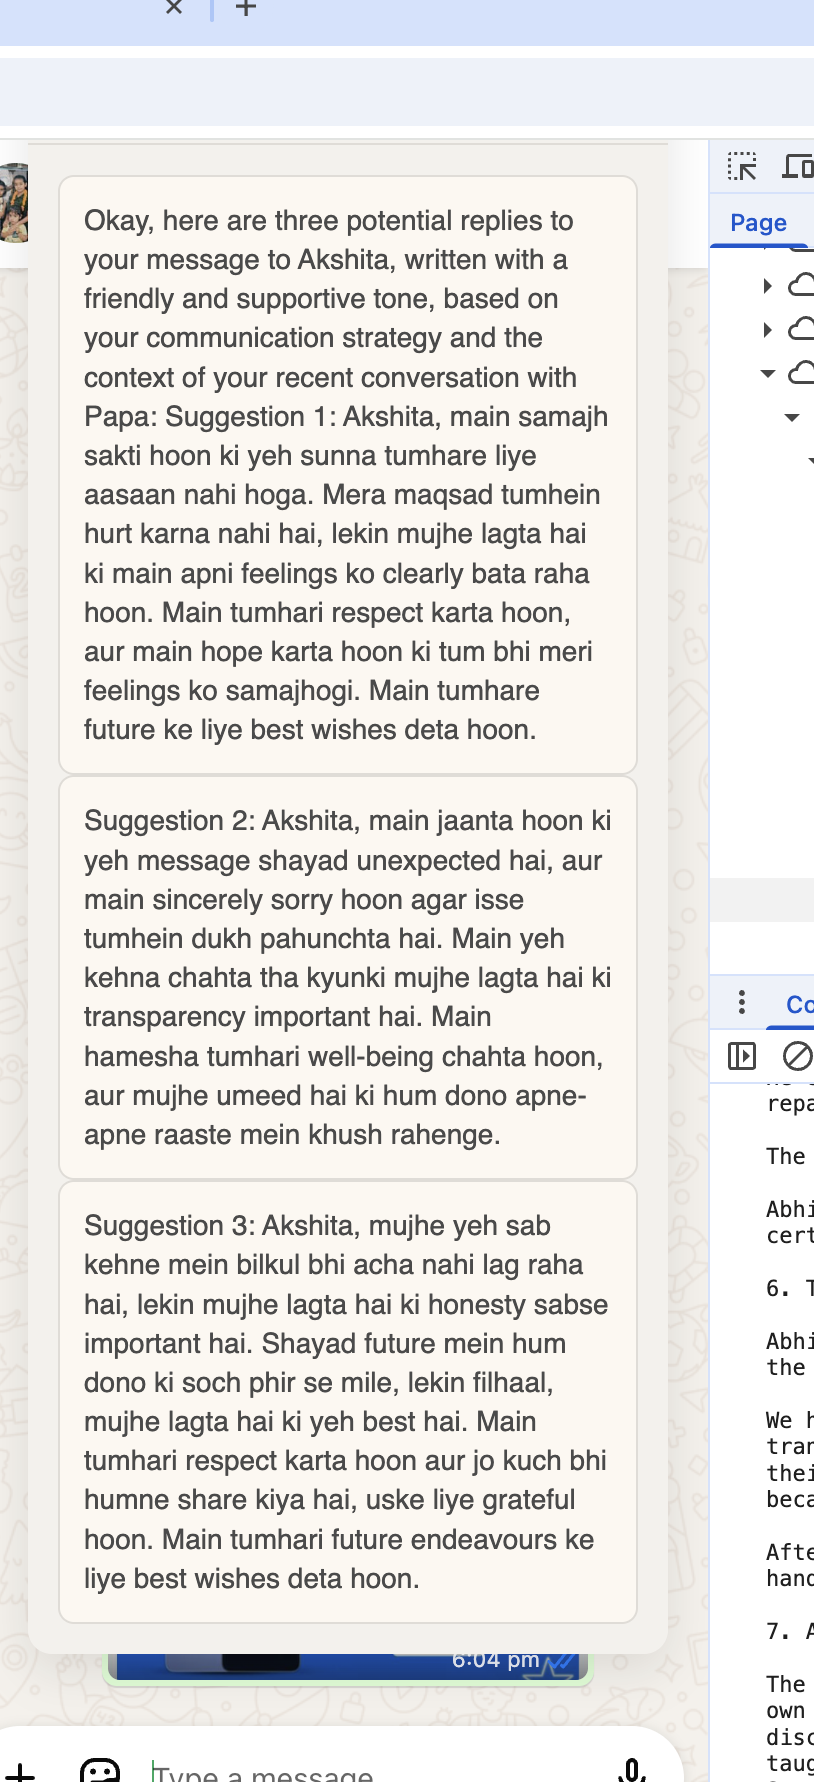 Page
Okay, here are three potential replies to
your message to Akshita, written with a
friendly and supportive tone, based on
your communication strategy and the
context of your recent conversation with
Papa: Suggestion 1: Akshita, main samajh
sakti hoon ki yeh sunna tumhare liye
aasaan nahi hoga. Mera maqsad tumhein
hurt karna nahi hai, lekin mujhe lagta hai
ki main apni feelings ko clearly bata raha
hoon. Main tumhari respect karta hoon,
aur main hope karta hoon ki tum bhi meri
feelings ko samajhogi. Main tumhare
future ke liye best wishes deta hoon.
Suggestion 2: Akshita, main jaanta hoon ki
yeh message shayad unexpected hai, aur
main sincerely sorry hoon agar isse
tumhein dukh pahunchta hai. Main yeh
kehna chahta tha kyunki mujhe lagta hai ki
transparency important hai. Main
hamesha tumhari well-being chahta hoon,
aur mujhe umeed hai ki hum dono apne-
apne raaste mein khush rahenge.
Suggestion 3: Akshita, mujhe yeh sab
kehne mein bilkul bhi acha nahi lag raha
hai, lekin mujhe lagta hai ki honesty sabse
important hai. Shayad future mein hum
dono ki soch phir se mile, lekin filhaal,
mujhe lagta hai ki yeh best hai. Main
tumhari respect karta hoon aur jo kuch bhi
humne share kiya hai, uske liye grateful
hoon. Main tumhari future endeavours ke
liye best wishes deta hoon.
6:04 pm
Type a message
Co
repa
The
Abhi
cert
6. T
Abhi
the
We h
tran
thei
beca
Afte
hand
7. A
The
own
disc
taug